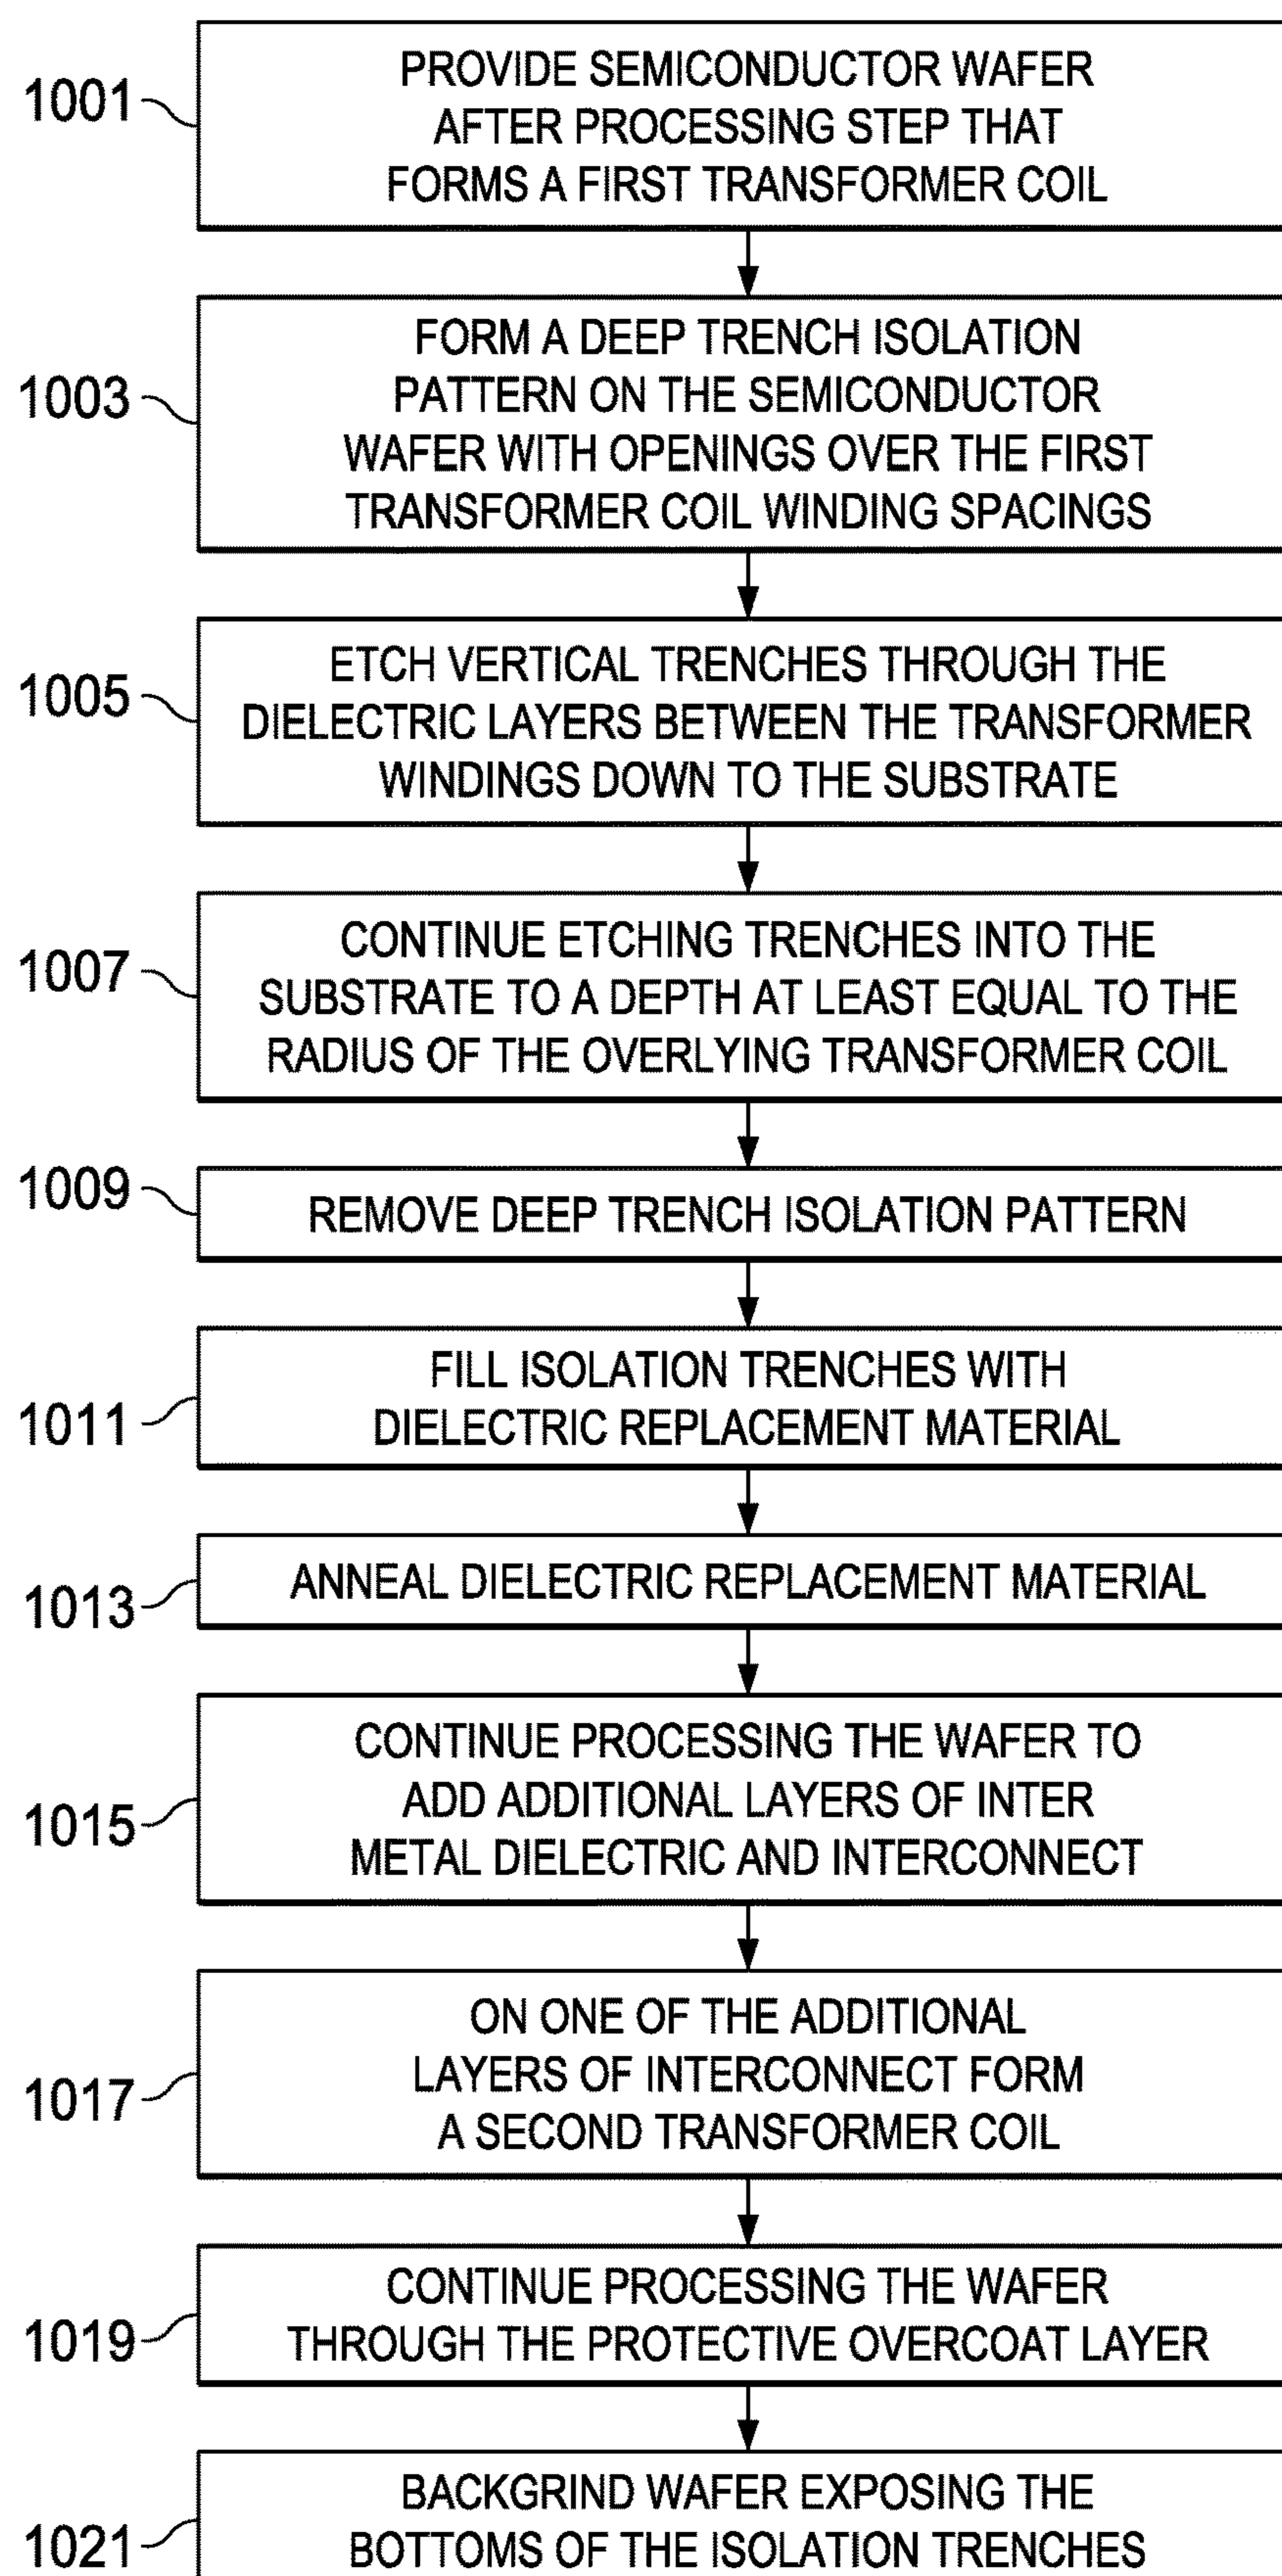 1001
PROVIDE SEMICONDUCTOR WAFER
AFTER PROCESSING STEP THAT
FORMS A FIRST TRANSFORMER COIL
1003
FORM A DEEP TRENCH ISOLATION
PATTERN ON THE SEMICONDUCTOR
WAFER WITH OPENINGS OVER THE FIRST
TRANSFORMER COIL WINDING SPACINGS
1005
ETCH VERTICAL TRENCHES THROUGH THE
DIELECTRIC LAYERS BETWEEN THE TRANSFORMER
WINDINGS DOWN TO THE SUBSTRATE
1007
CONTINUE ETCHING TRENCHES INTO THE
SUBSTRATE TO A DEPTH AT LEAST EQUAL TO THE
RADIUS OF THE OVERLYING TRANSFORMER COIL
1009
REMOVE DEEP TRENCH ISOLATION PATTERN
1011
FILL ISOLATION TRENCHES WITH
DIELECTRIC REPLACEMENT MATERIAL
1013
ANNEAL DIELECTRIC REPLACEMENT MATERIAL
1015
CONTINUE PROCESSING THE WAFER TO
ADD ADDITIONAL LAYERS OF INTER
METAL DIELECTRIC AND INTERCONNECT
1017
ON ONE OF THE ADDITIONAL
LAYERS OF INTERCONNECT FORM
A SECOND TRANSFORMER COIL
1019
CONTINUE PROCESSING THE WAFER
THROUGH THE PROTECTIVE OVERCOAT LAYER
1021
BACKGRIND WAFER EXPOSING THE
BOTTOMS OF THE ISOLATION TRENCHES